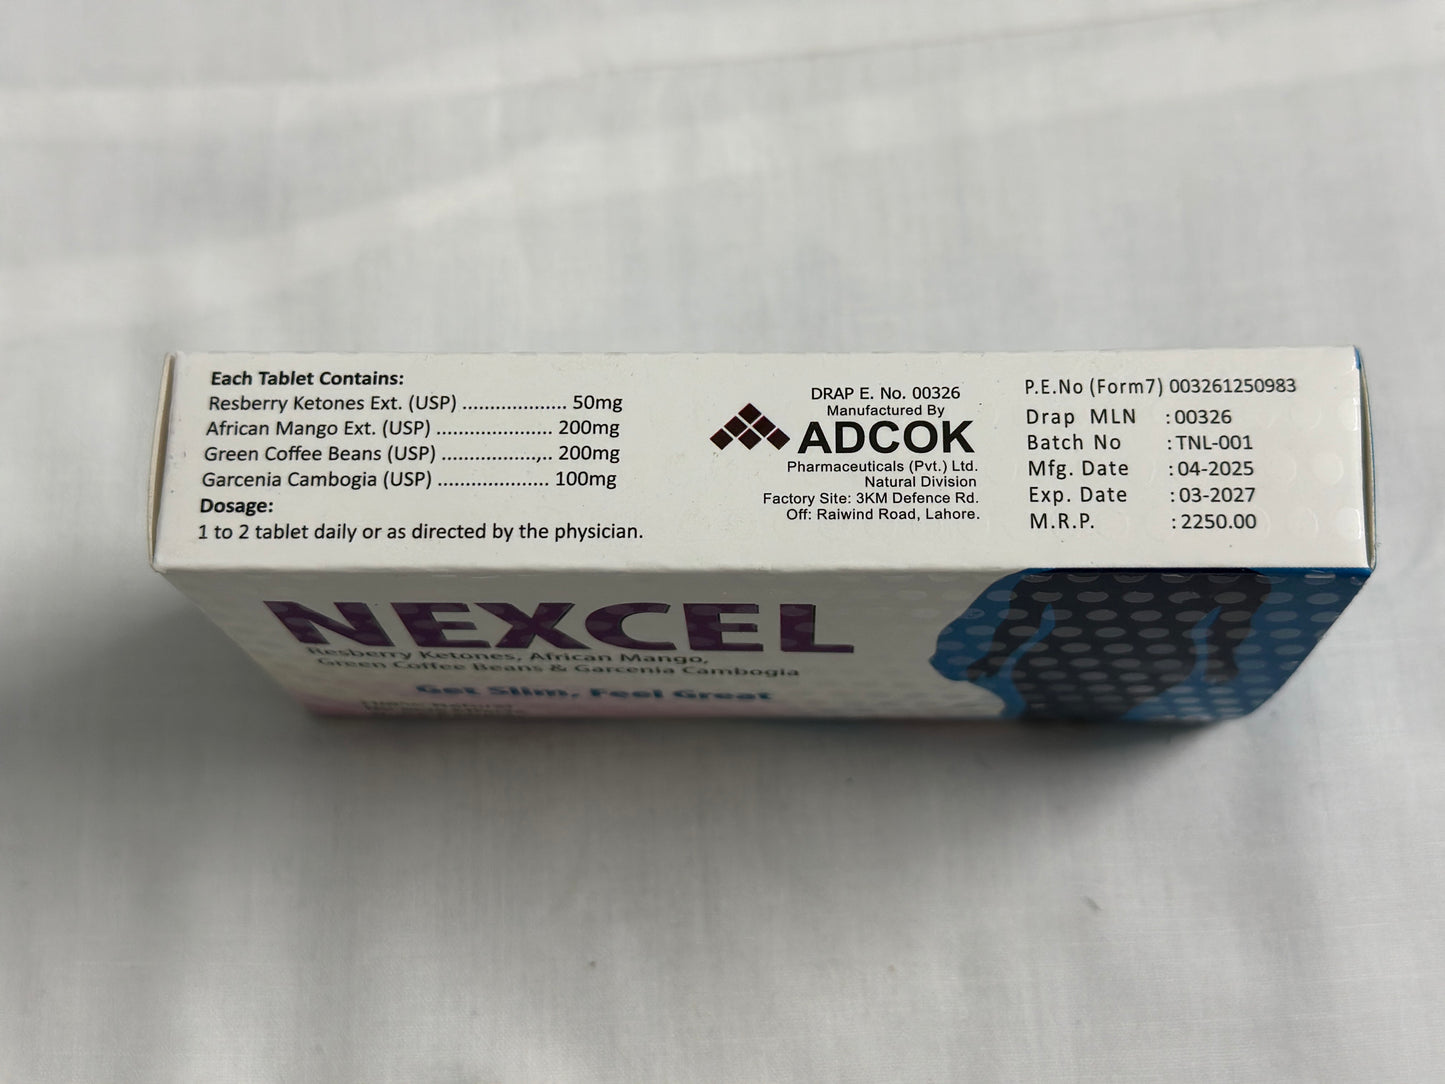 Each Tablet Contains:
Resberry Ketones Ext. (USP) ................... 50mg
African Mango Ext. (USP) ..................... 200mg
Green Coffee Beans (USP) .................,.. 200mg
Garcenia Cambogia (USP) .................... 100mg
Dosage:
1 to 2 tablet daily or as directed by the physician.
DRAP E. No. 00326
Manufactured By
ADCOK
Pharmaceuticals (Pvt.) Ltd.
Natural Division
Factory Site: 3KM Defence Rd.
Off: Raiwind Road, Lahore.
P.E.No (Form7) 003261250983
Drap MLN : 00326
Batch No : TNL-001
Mfg. Date : 04-2025
Exp. Date : 03-2027
M.R.P. : 2250.00
NEXCEL
Resberry Ketones, African Mango,
Green Coffee Beans & Garcenia Cambogia
Get Slim, Feel Great
100% Natural